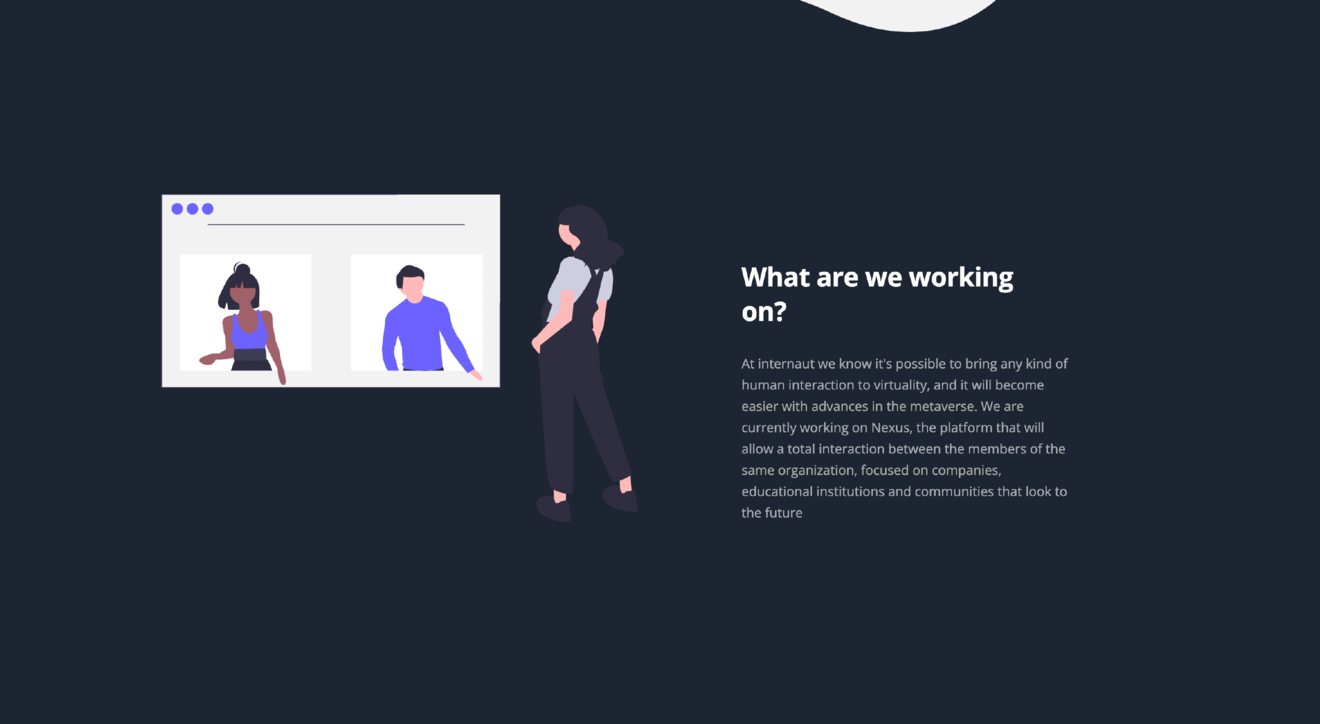 What are we working
on?
At internaut we know it's possible to bring any kind of
human interaction to virtuality, and it will become
easier with advances in the metaverse. We are
currently working on Nexus, the platform that will
allow a total interaction between the members of the
same organization, focused on companies,
educational institutions and communities that look to
the future